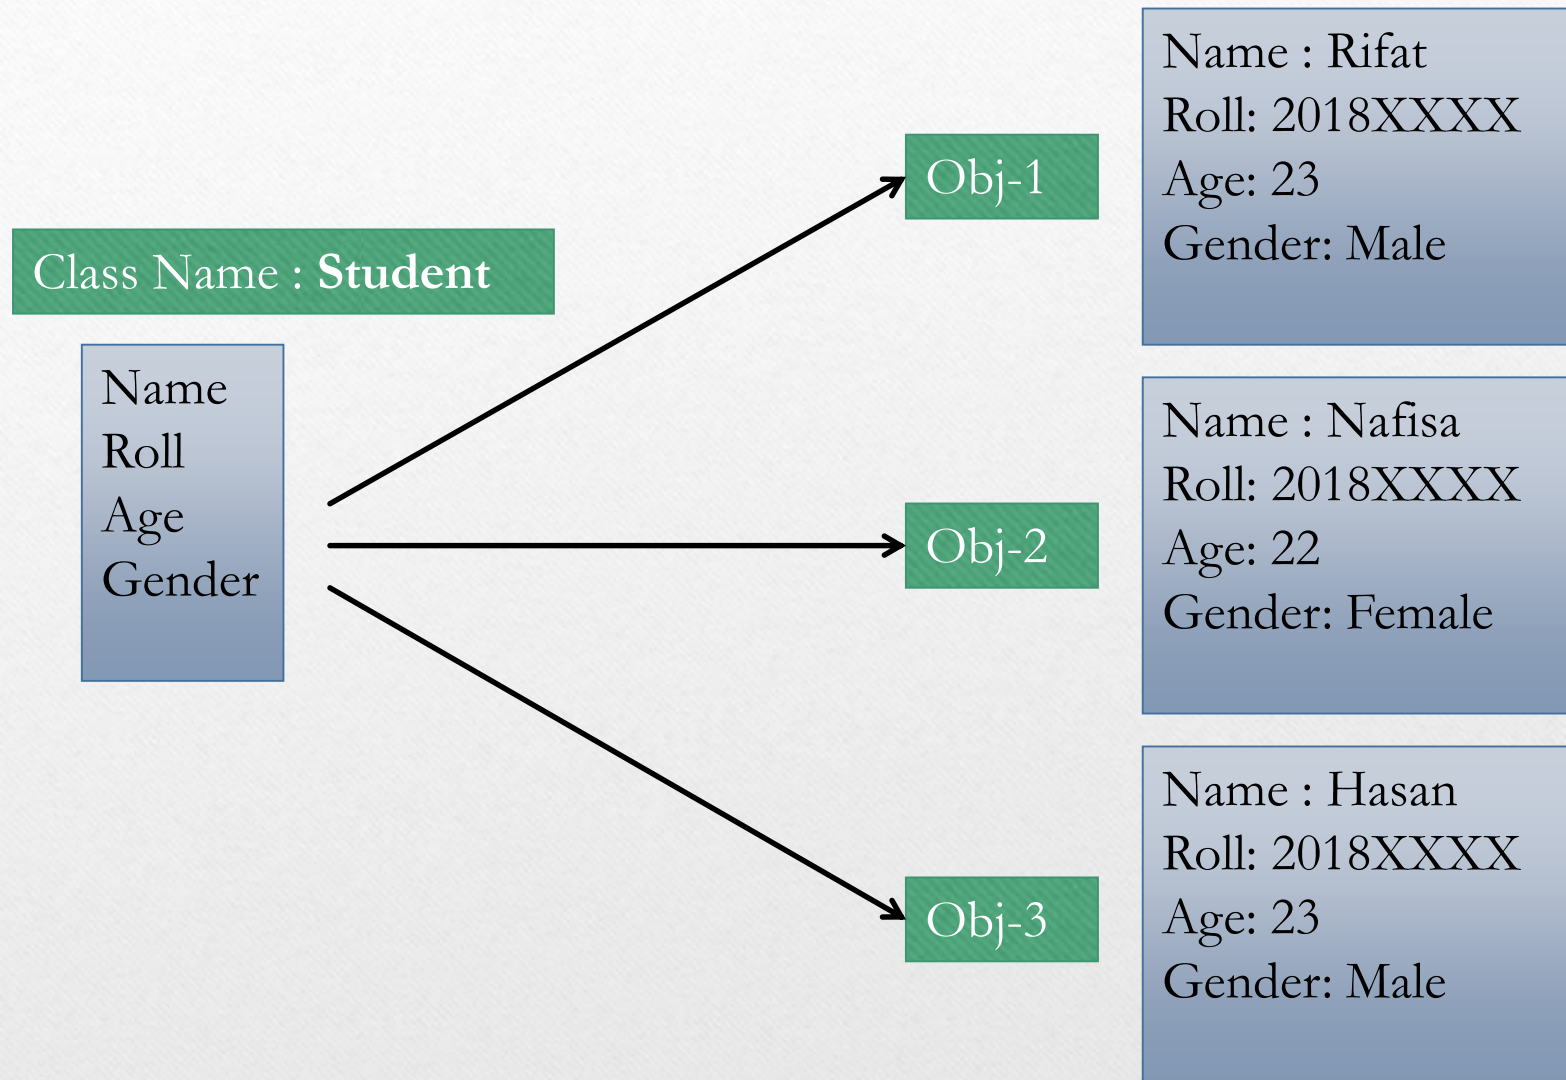 Class Name : Student
Name
Roll
Age
Gender
Obj-1
Name : Rifat
Roll: 2018XXXX
Age: 23
Gender: Male
Obj-2
Name : Nafisa
Roll: 2018XXXX
Age: 22
Gender: Female
Obj-3
Name : Hasan
Roll: 2018XXXX
Age: 23
Gender: Male